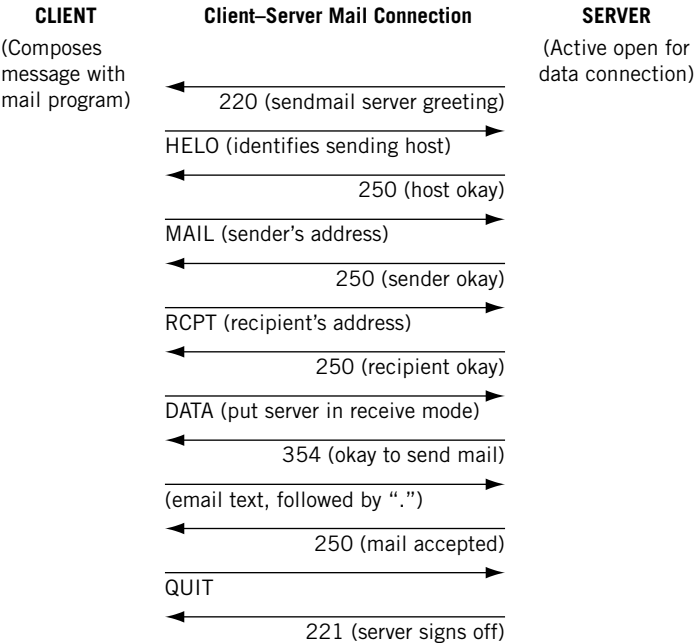 CLIENT
Client–Server Mail Connection
SERVER
(Composes
message with
mail program)
(Active open for
data connection)
220 (sendmail server greeting)
HELO (identifies sending host)
250 (host okay)
MAIL (sender’s address)
250 (sender okay)
RCPT (recipient’s address)
250 (recipient okay)
DATA (put server in receive mode)
354 (okay to send mail)
(email text, followed by “.”)
250 (mail accepted)
QUIT
221 (server signs off)